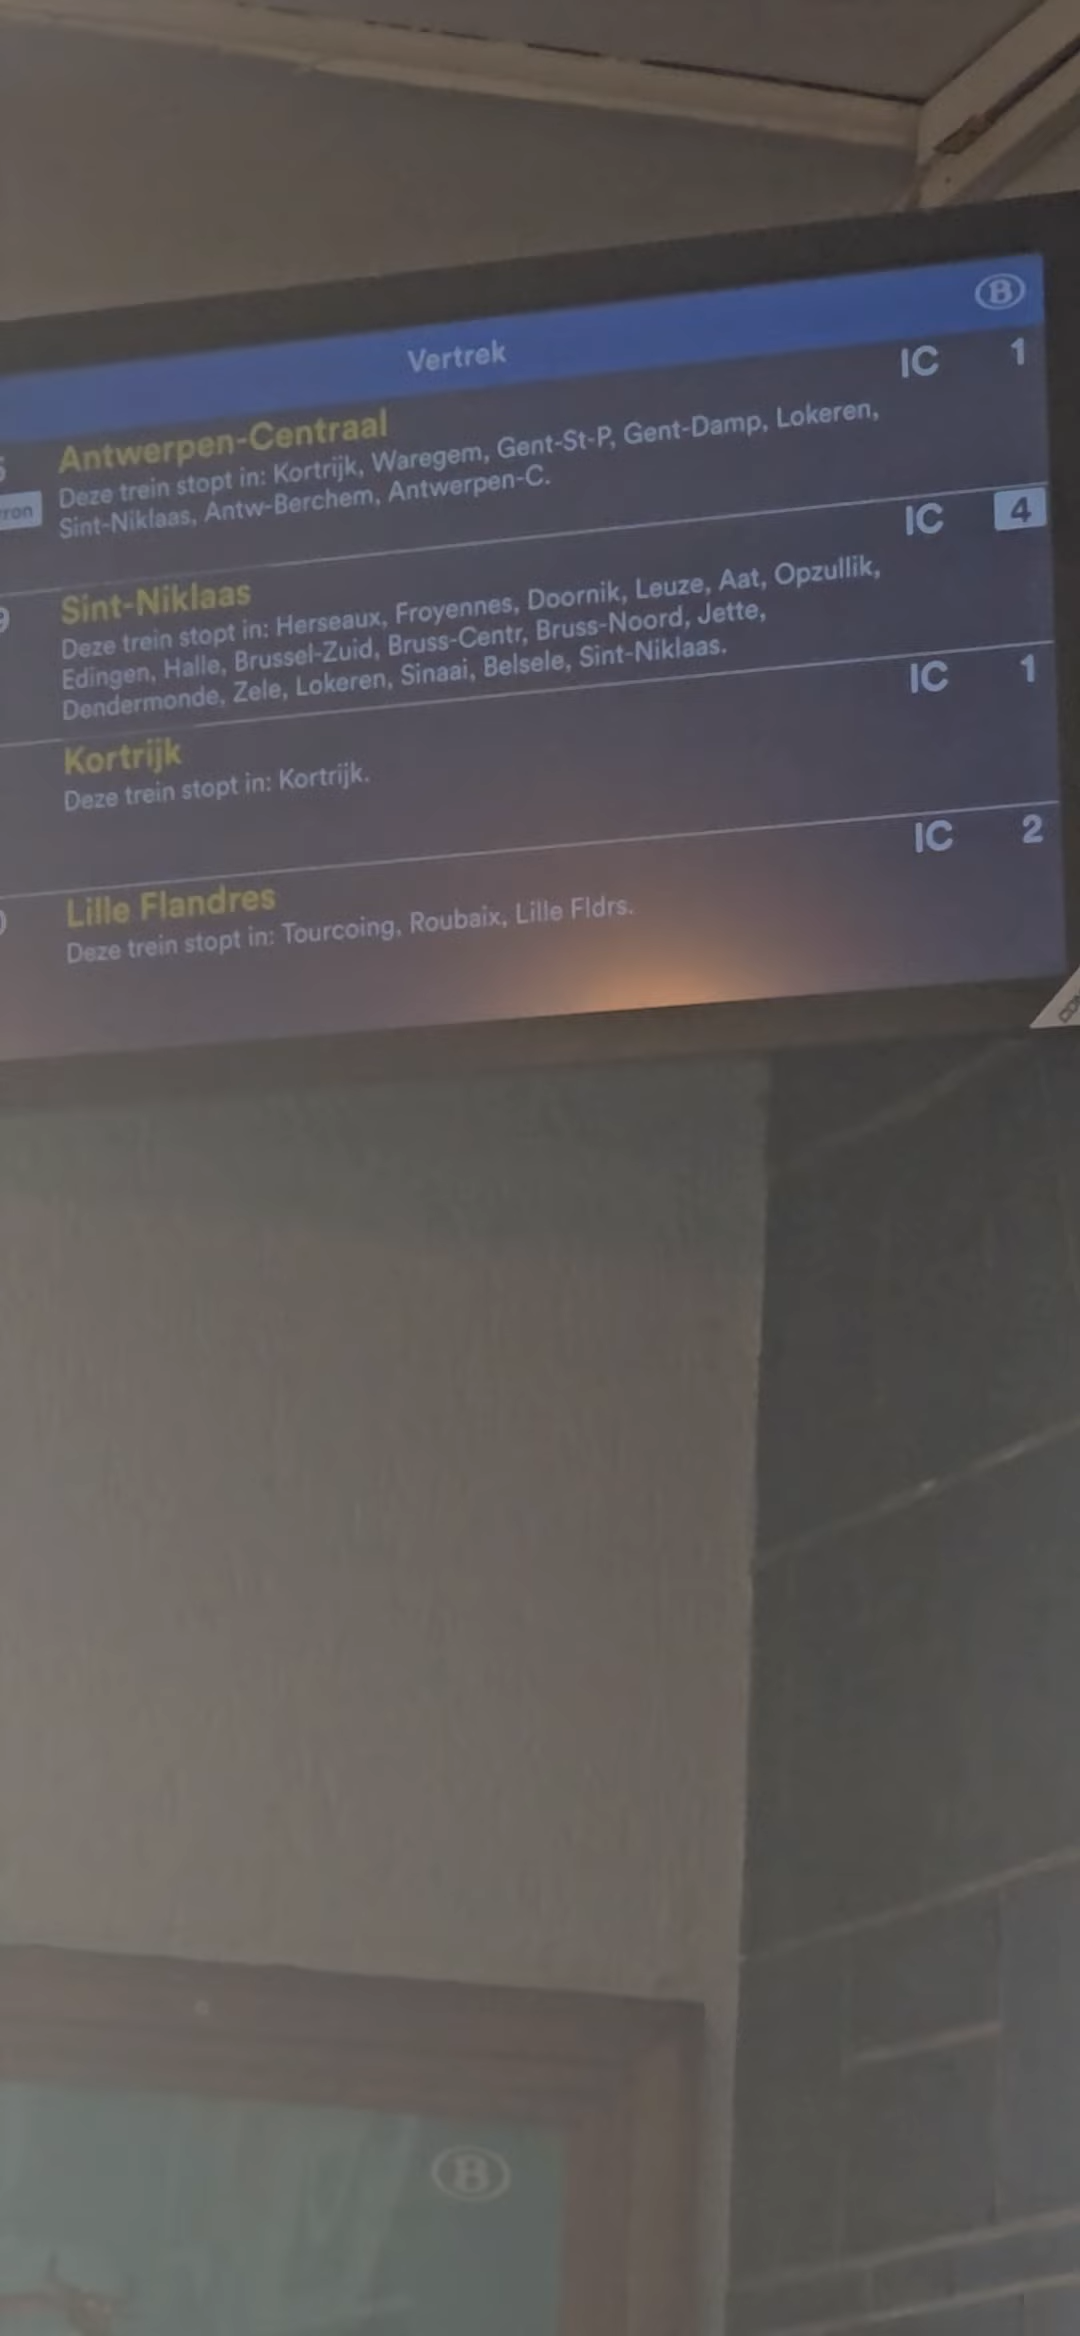 Vertrek
B
Antwerpen-Centraal IC 1
Deze trein stopt in: Kortrijk, Waregem, Gent-St-P, Gent-Damp, Lokeren,
Sint-Niklaas, Antw-Berchem, Antwerpen-C.
9 Sint-Niklaas IC 4
Deze trein stopt in: Herseaux, Froyennes, Doornik, Leuze, Aat, Opzullik,
Edingen, Halle, Brussel-Zuid, Bruss-Centr, Bruss-Noord, Jette,
Dendermonde, Zele, Lokeren, Sinaai, Belsele, Sint-Niklaas.
Kortrijk IC 1
Deze trein stopt in: Kortrijk.
0 Lille Flandres IC 2
Deze trein stopt in: Tourcoing, Roubaix, Lille Fldrs.
B